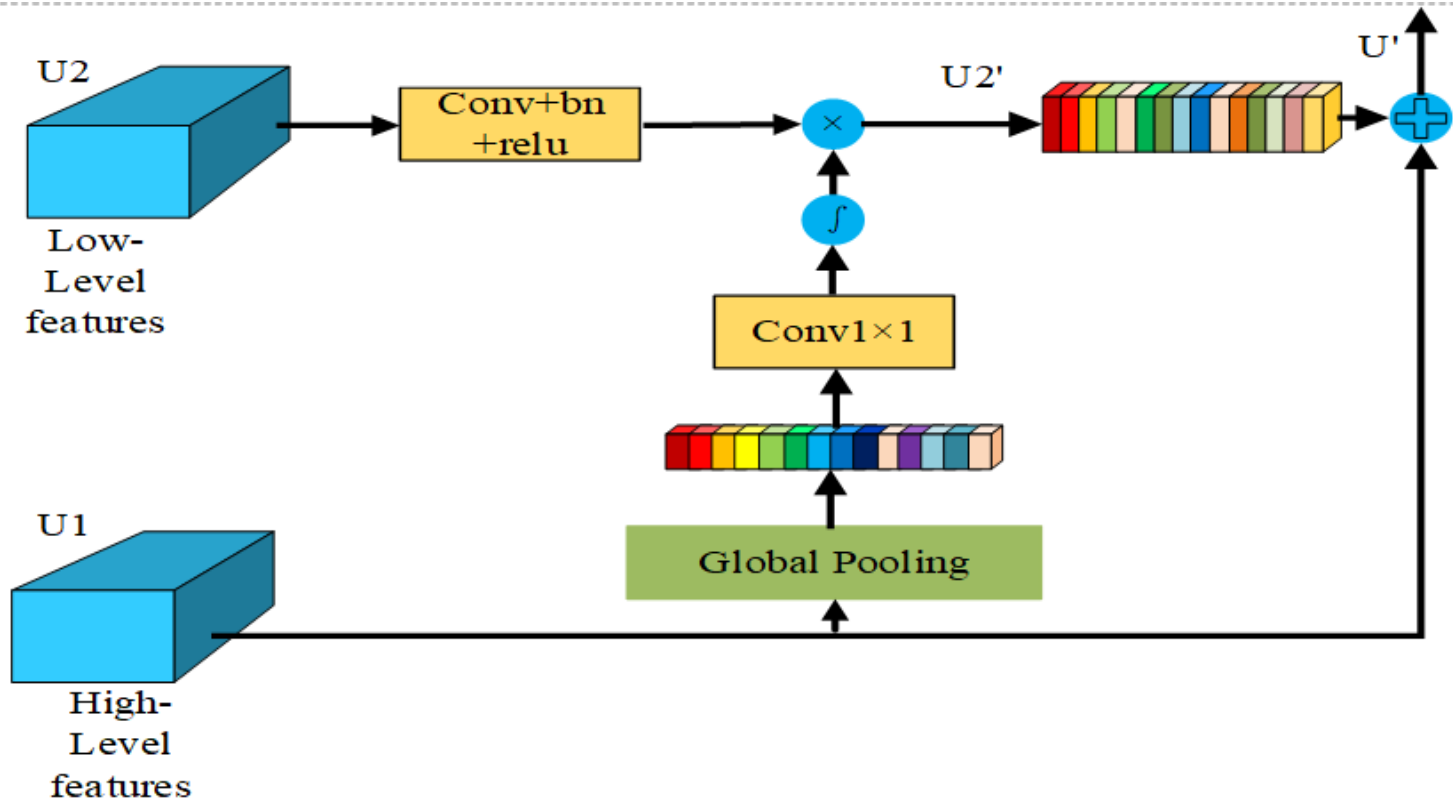 U'
U2
U2'
Conv+bn
+relu
×
∫
Low-
Level
features
Conv1×1
U1
Global Pooling
High-
Level
features